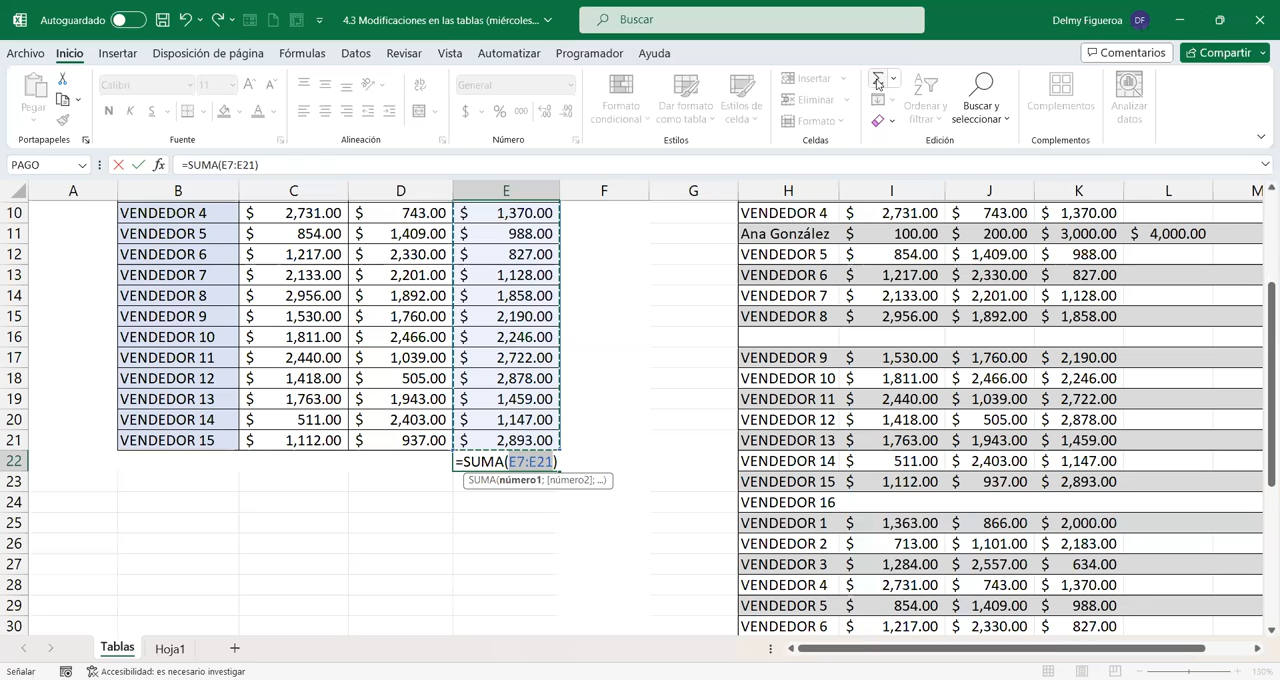 Autoguardado
4.3 Modificaciones en las tablas (miércoles...
Buscar
Delmy Figueroa
DF
Archivo Inicio Insertar Disposición de página Fórmulas Datos Revisar Vista Automatizar Programador Ayuda
Comentarios
Compartir
Pegar
Calibri 11
General
Formato condicional
Dar formato como tabla
Estilos de celda
Insertar
Eliminar
Formato
Ordenar y filtrar
Buscar y seleccionar
Complementos
Analizar datos
Portapapeles Fuente Alineación Número Estilos Celdas Edición Complementos
PAGO fx =SUMA(E7:E21)
A B C D E F G H I J K L M
10 VENDEDOR 4 $ 2,731.00 $ 743.00 $ 1,370.00 VENDEDOR 4 $ 2,731.00 $ 743.00 $ 1,370.00
11 VENDEDOR 5 $ 854.00 $ 1,409.00 $ 988.00 Ana González $ 100.00 $ 200.00 $ 3,000.00 $ 4,000.00
12 VENDEDOR 6 $ 1,217.00 $ 2,330.00 $ 827.00 VENDEDOR 5 $ 854.00 $ 1,409.00 $ 988.00
13 VENDEDOR 7 $ 2,133.00 $ 2,201.00 $ 1,128.00 VENDEDOR 6 $ 1,217.00 $ 2,330.00 $ 827.00
14 VENDEDOR 8 $ 2,956.00 $ 1,892.00 $ 1,858.00 VENDEDOR 7 $ 2,133.00 $ 2,201.00 $ 1,128.00
15 VENDEDOR 9 $ 1,530.00 $ 1,760.00 $ 2,190.00 VENDEDOR 8 $ 2,956.00 $ 1,892.00 $ 1,858.00
16 VENDEDOR 10 $ 1,811.00 $ 2,466.00 $ 2,246.00
17 VENDEDOR 11 $ 2,440.00 $ 1,039.00 $ 2,722.00 VENDEDOR 9 $ 1,530.00 $ 1,760.00 $ 2,190.00
18 VENDEDOR 12 $ 1,418.00 $ 505.00 $ 2,878.00 VENDEDOR 10 $ 1,811.00 $ 2,466.00 $ 2,246.00
19 VENDEDOR 13 $ 1,763.00 $ 1,943.00 $ 1,459.00 VENDEDOR 11 $ 2,440.00 $ 1,039.00 $ 2,722.00
20 VENDEDOR 14 $ 511.00 $ 2,403.00 $ 1,147.00 VENDEDOR 12 $ 1,418.00 $ 505.00 $ 2,878.00
21 VENDEDOR 15 $ 1,112.00 $ 937.00 $ 2,893.00 VENDEDOR 13 $ 1,763.00 $ 1,943.00 $ 1,459.00
22 =SUMA(E7:E21) VENDEDOR 14 $ 511.00 $ 2,403.00 $ 1,147.00
23 SUMA(número1; [número2]; ...) VENDEDOR 15 $ 1,112.00 $ 937.00 $ 2,893.00
24 VENDEDOR 16
25 VENDEDOR 1 $ 1,363.00 $ 866.00 $ 2,000.00
26 VENDEDOR 2 $ 713.00 $ 1,101.00 $ 2,183.00
27 VENDEDOR 3 $ 1,284.00 $ 2,557.00 $ 634.00
28 VENDEDOR 4 $ 2,731.00 $ 743.00 $ 1,370.00
29 VENDEDOR 5 $ 854.00 $ 1,409.00 $ 988.00
30 VENDEDOR 6 $ 1,217.00 $ 2,330.00 $ 827.00
Tablas Hoja1
Señalar Accesibilidad: es necesario investigar 130%